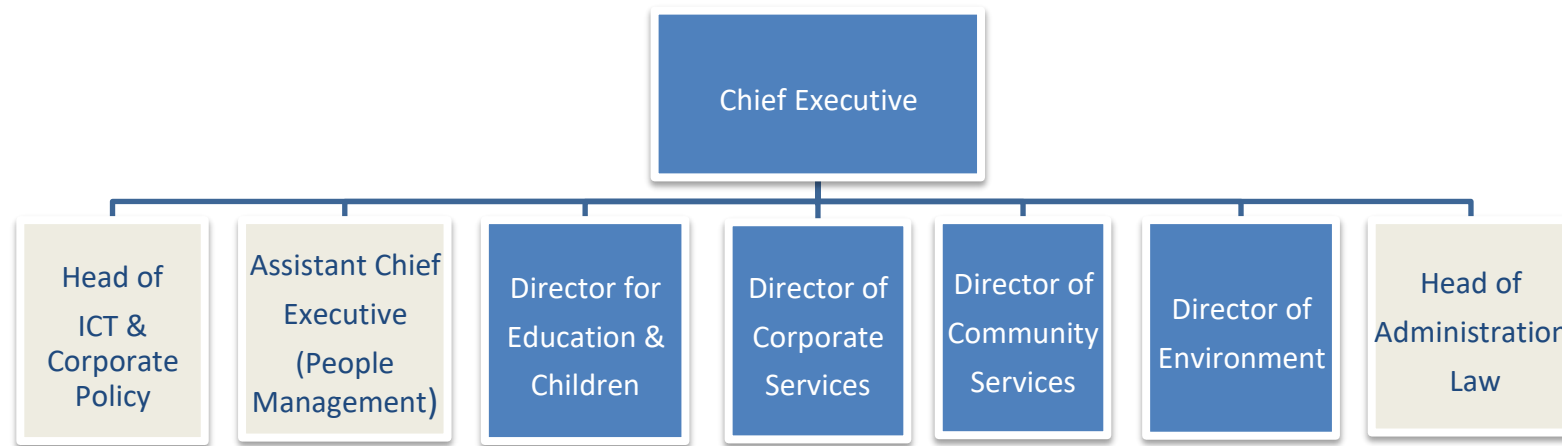 Chief Executive
Head of
ICT &
Corporate
Policy
Assistant Chief
Executive
(People
Management)
Director for
Education &
Children
Director of
Corporate
Services
Director of
Community
Services
Director of
Environment
Head of
Administration
Law